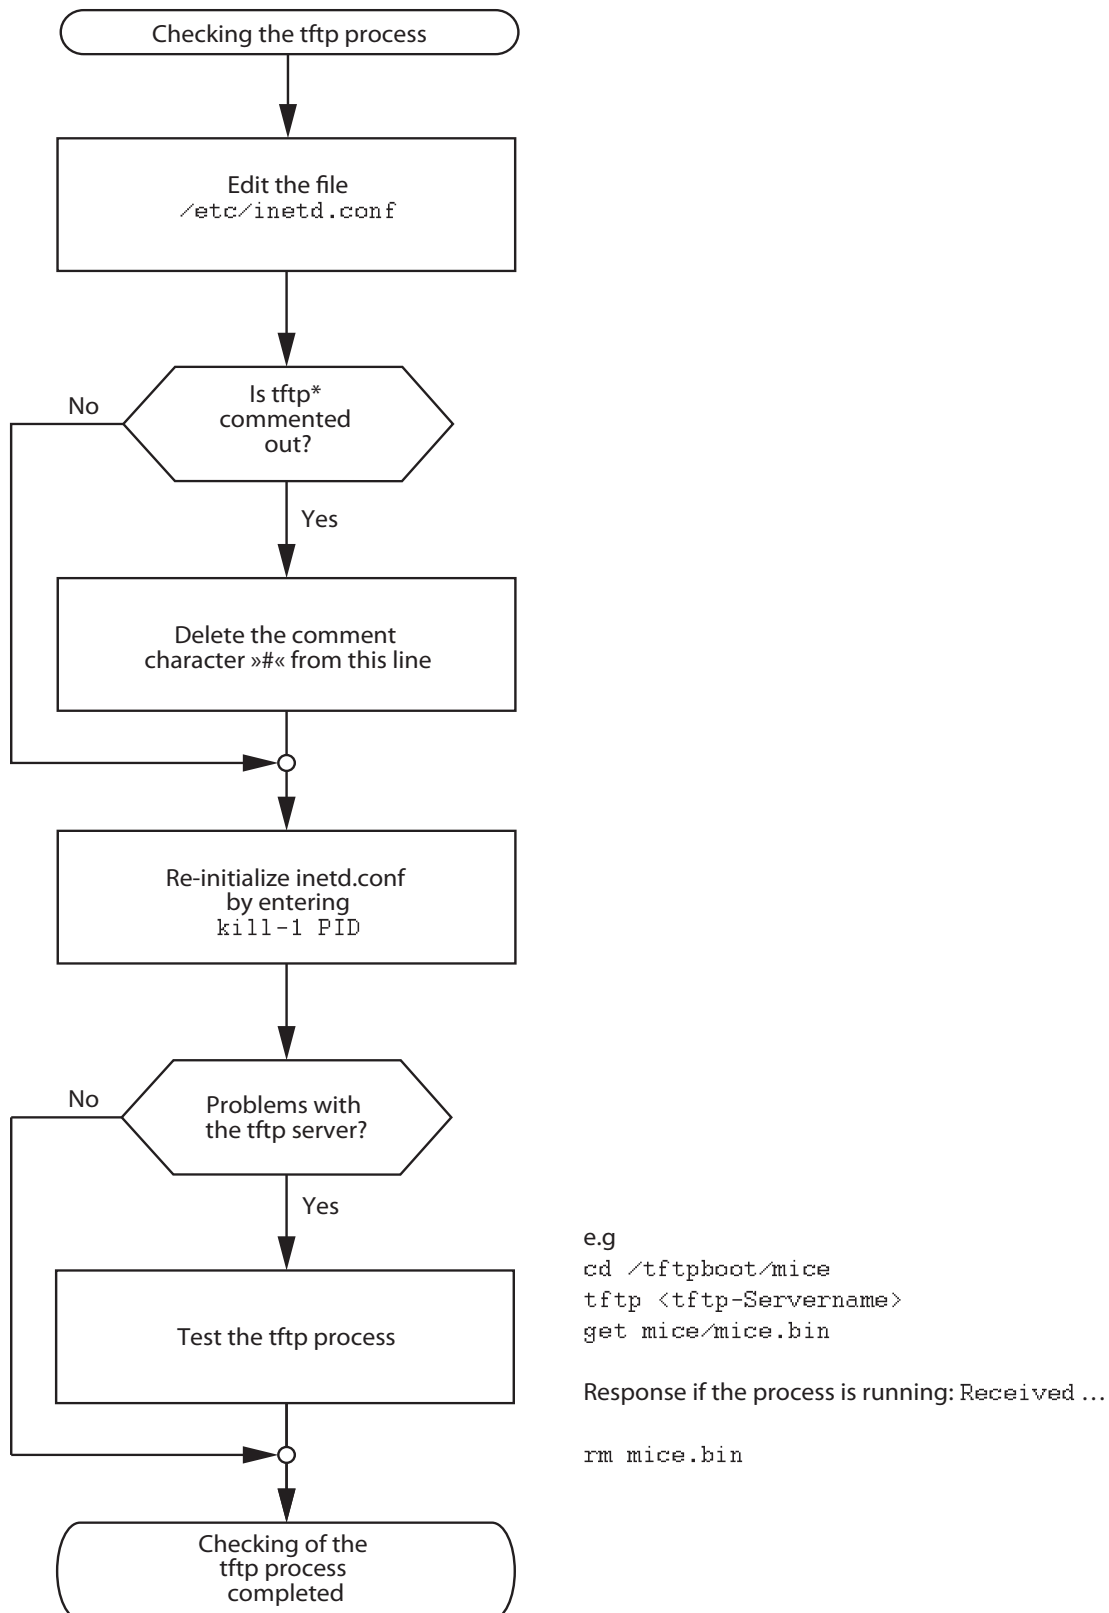 Checking the tftp process
Edit the file
/etc/inetd.conf
Is tftp*
commented
out?
No
Yes
Delete the comment
character »#« from this line
Re-initialize inetd.conf
by entering
kill-1 PID
Problems with
the tftp server?
No
Yes
Test the tftp process
e.g
cd /tftpboot/mice
tftp <tftp-Servername>
get mice/mice.bin
Response if the process is running: Received ...
rm mice.bin
Checking of the
tftp process
completed